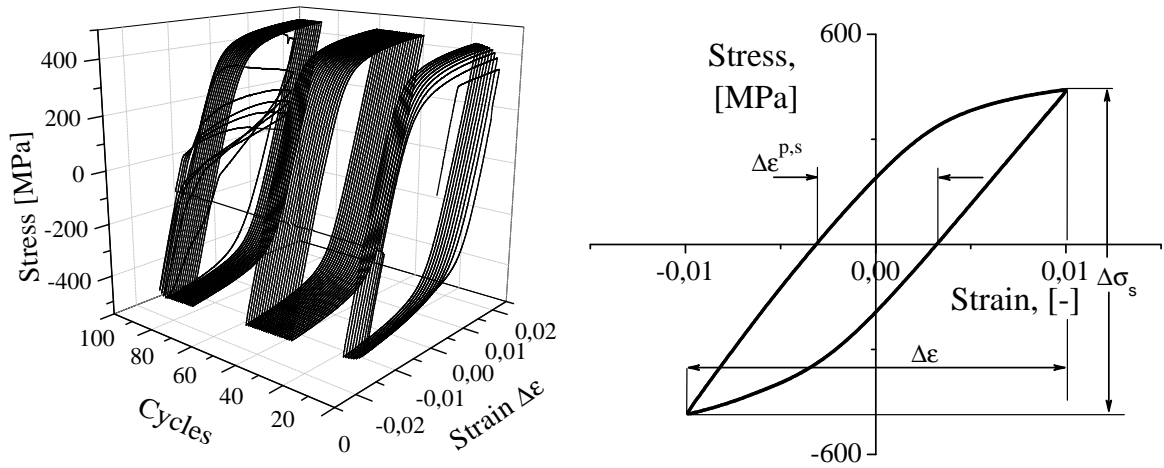 400
200
0
-200
-400
Stress [MPa]
100
80
60
40
20
0
Cycles
-0,02
-0,01
0,00
0,01
0,02
Strain Δε
600
Stress,
[MPa]
Δε^p,s
-0,01
0,00
0,01
Strain, [-]
Δσ_s
Δε
-600